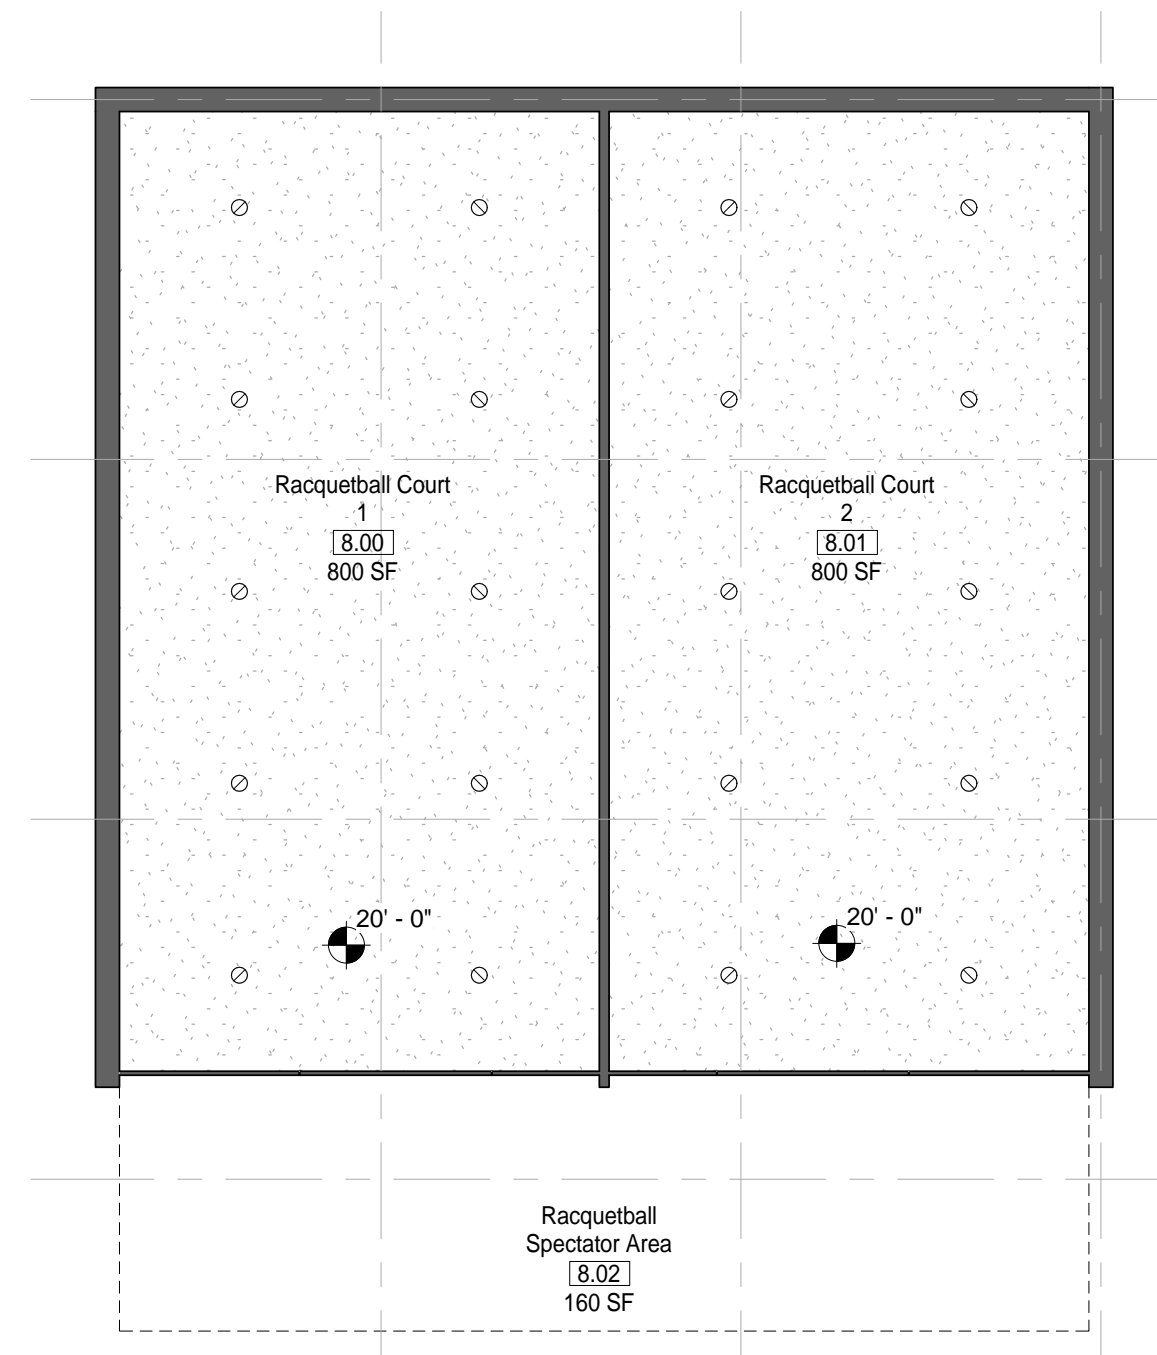 Racquetball Court
1
8.00
800 SF
Racquetball Court
2
8.01
800 SF
20' - 0"
20' - 0"
Racquetball
Spectator Area
8.02
160 SF